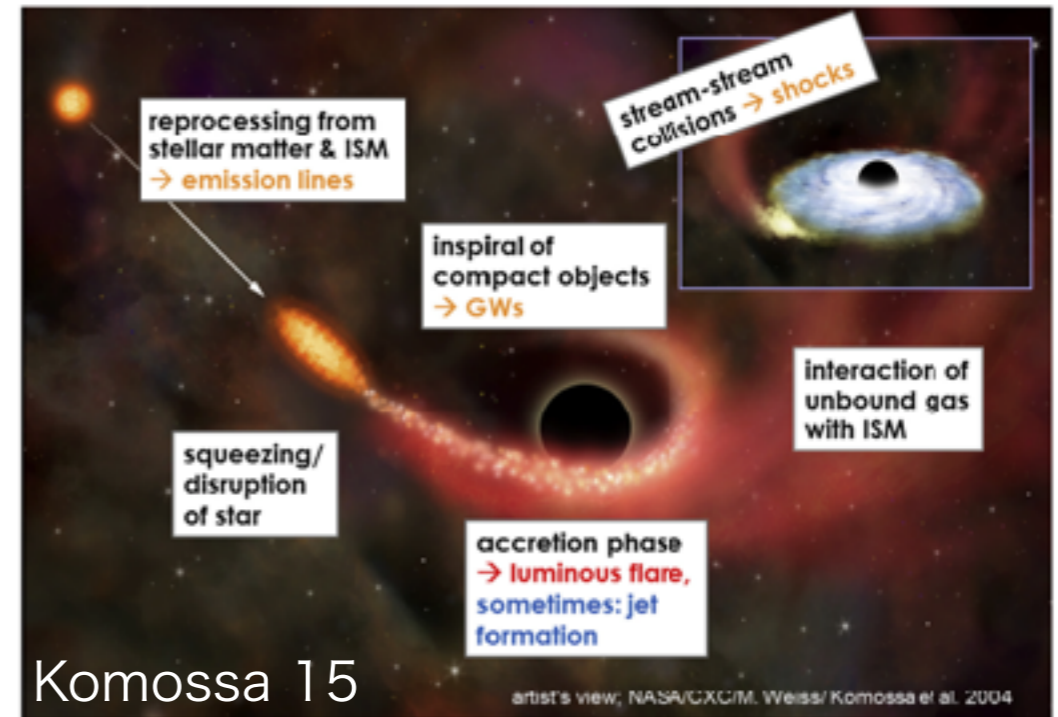 reprocessing from
stellar matter & ISM
→ emission lines
stream-stream
collisions → shocks
inspiral of
compact objects
→ GWs
interaction of
unbound gas
with ISM
squeezing/
disruption
of star
accretion phase
→ luminous flare,
sometimes: jet
formation
Komossa 15
artist's view; NASA/CXC/M. Weiss/ Komossa et al. 2004